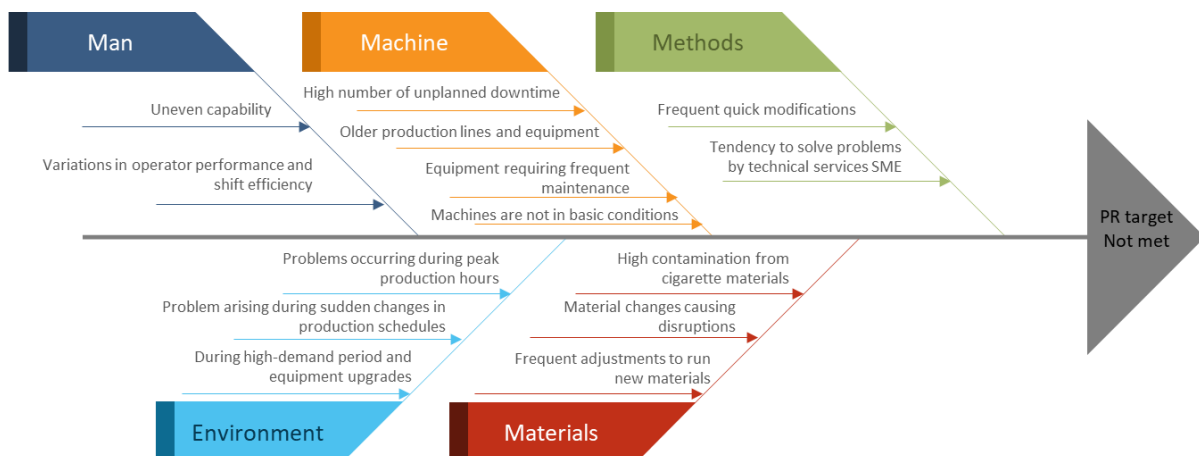 Man
Machine
Methods
Uneven capability
Variations in operator performance and
shift efficiency
High number of unplanned downtime
Older production lines and equipment
Equipment requiring frequent
maintenance
Machines are not in basic conditions
Frequent quick modifications
Tendency to solve problems
by technical services SME
PR target
Not met
Problems occurring during peak
production hours
Problem arising during sudden changes in
production schedules
During high-demand period and
equipment upgrades
High contamination from
cigarette materials
Material changes causing
disruptions
Frequent adjustments to run
new materials
Environment
Materials